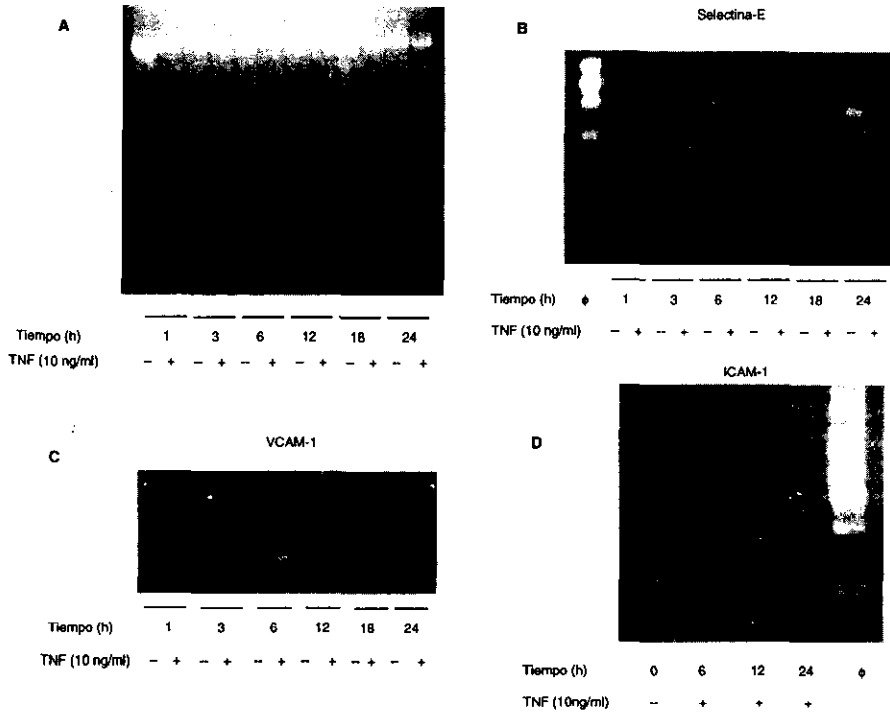 A
Tiempo (h) 1 3 6 12 18 24
TNF (10 ng/ml) – + – + – + – + – + – +
B
Selectina-E
Tiempo (h) ϕ 1 3 6 12 18 24
TNF (10 ng/ml) – + -- + – + – + – + – +
C
VCAM-1
Tiempo (h) 1 3 6 12 18 24
TNF (10 ng/ml) – + -- + -- + -- + – + – +
ICAM-1
D
Tiempo (h) 0 6 12 24 ϕ
TNF (10ng/ml) – + + +